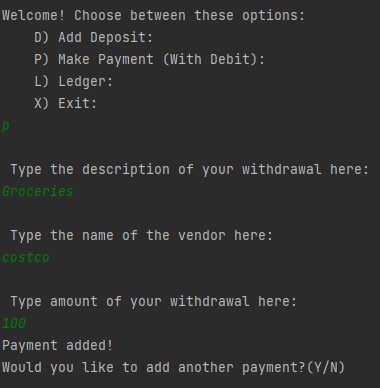 Welcome! Choose between these options:
D) Add Deposit:
P) Make Payment (With Debit):
L) Ledger:
X) Exit:
p
Type the description of your withdrawal here:
Groceries
Type the name of the vendor here:
costco
Type amount of your withdrawal here:
100
Payment added!
Would you like to add another payment?(Y/N)